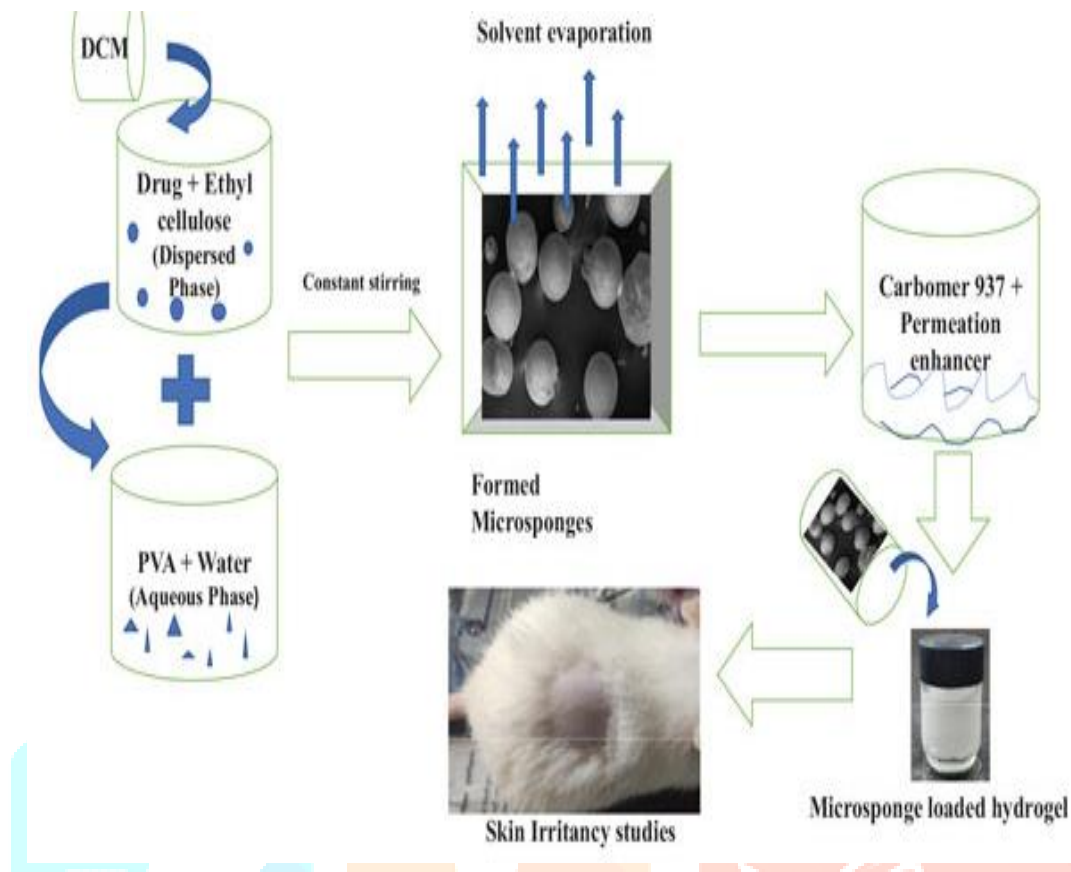 DCM
Drug + Ethyl
cellulose
(Dispersed
Phase)
PVA + Water
(Aqueous Phase)
Constant stirring
Solvent evaporation
Formed
Microsponges
Carbomer 937 +
Permeation
enhancer
Microsponge loaded hydrogel
Skin Irritancy studies